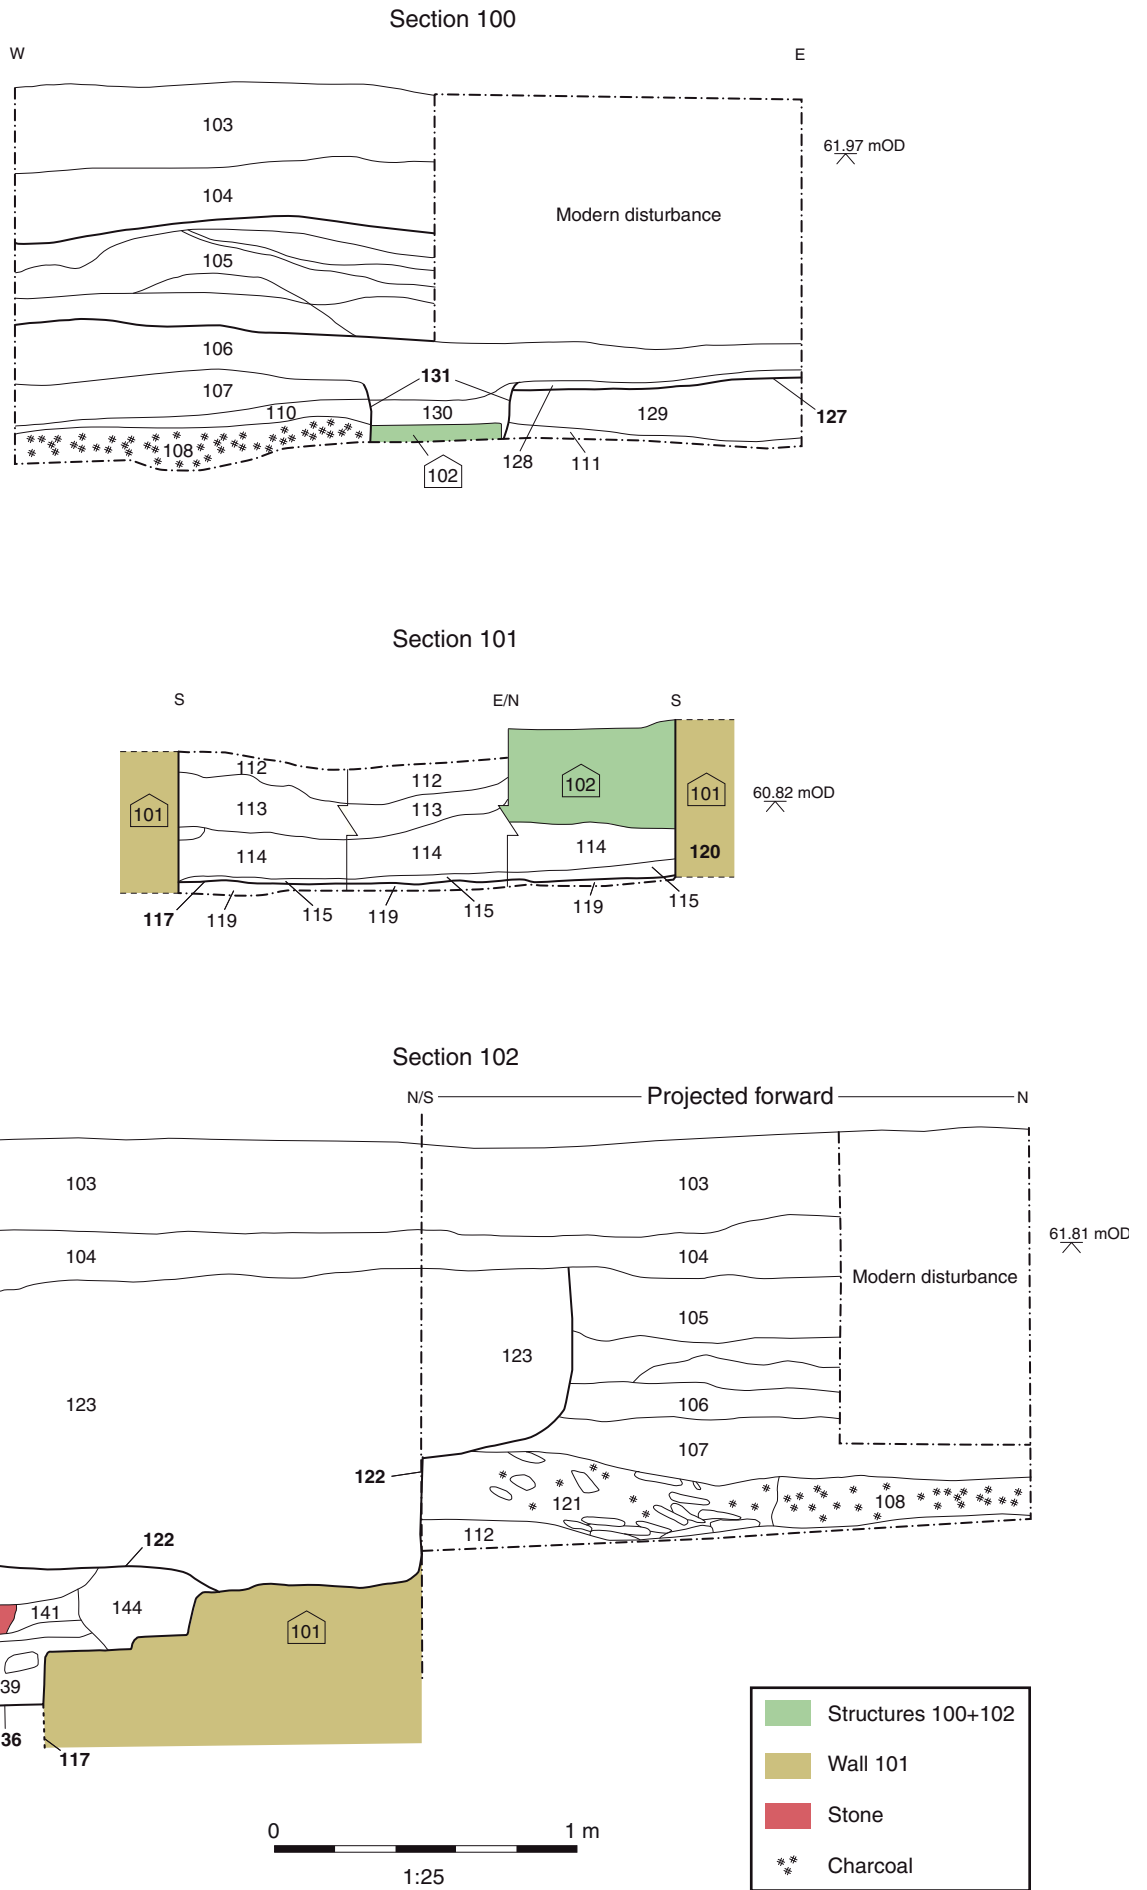 Section 100
W E
103
61.97 mOD
104
Modern disturbance
105
106
131
107
110 130 129 127
108
102 128 111
Section 101
S E/N S
112 112
102
101
60.82 mOD
101
113 113
114 114 114 120
117 119 115 119 115 119 115
Section 102
N/S Projected forward N
103 103
61.81 mOD
104 104
Modern disturbance
105
123
123 106
107
122
121 108
112
122
141 144
101
39
36
117
Structures 100+102
Wall 101
Stone
Charcoal
0 1 m
1:25